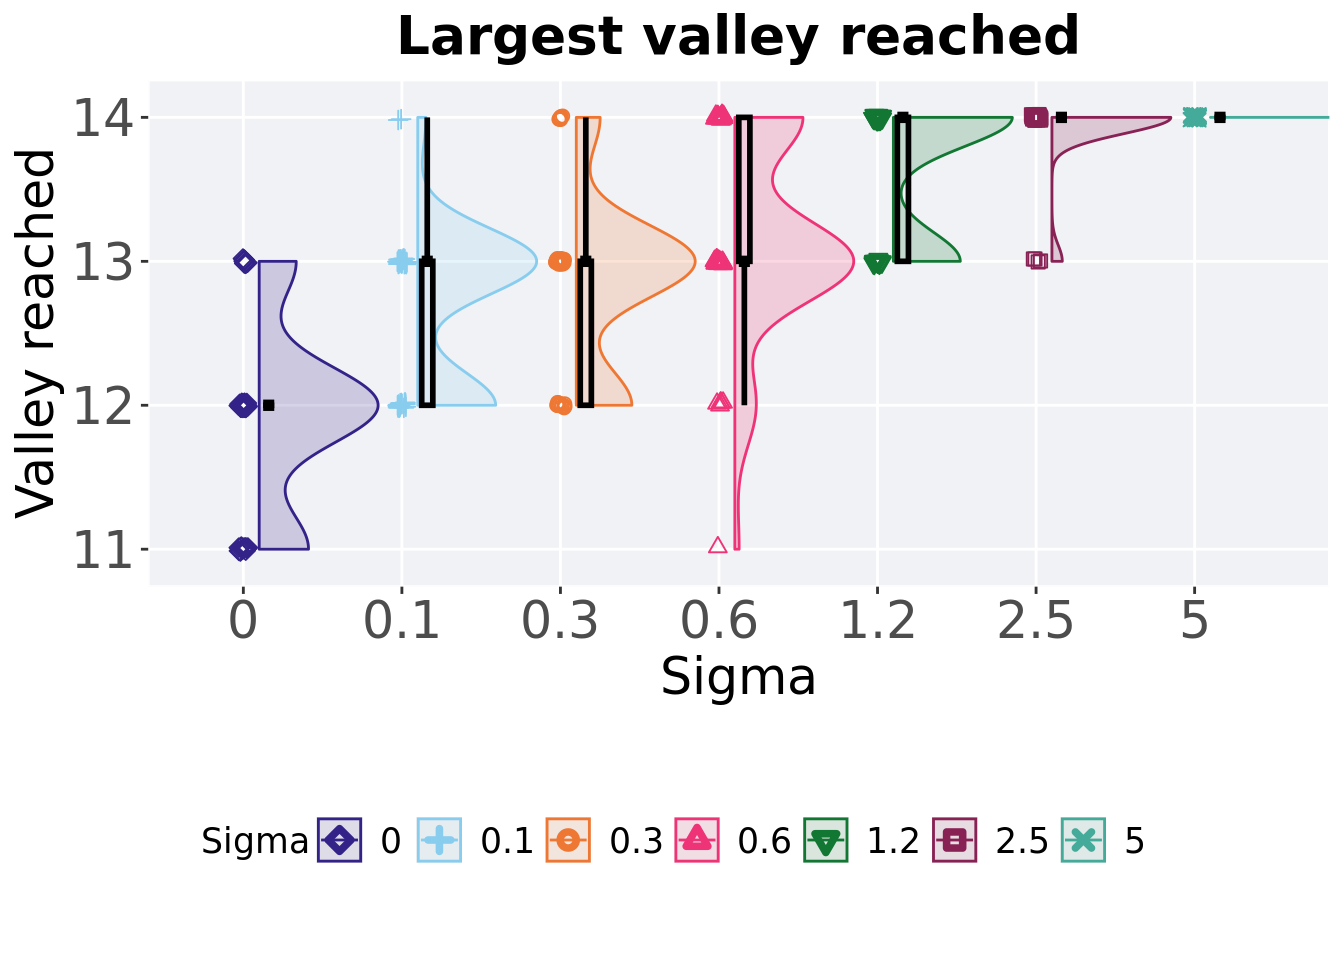 Largest valley reached
Valley reached
14
13
12
11
0 0.1 0.3 0.6 1.2 2.5 5
Sigma
Sigma 0 0.1 0.3 0.6 1.2 2.5 5